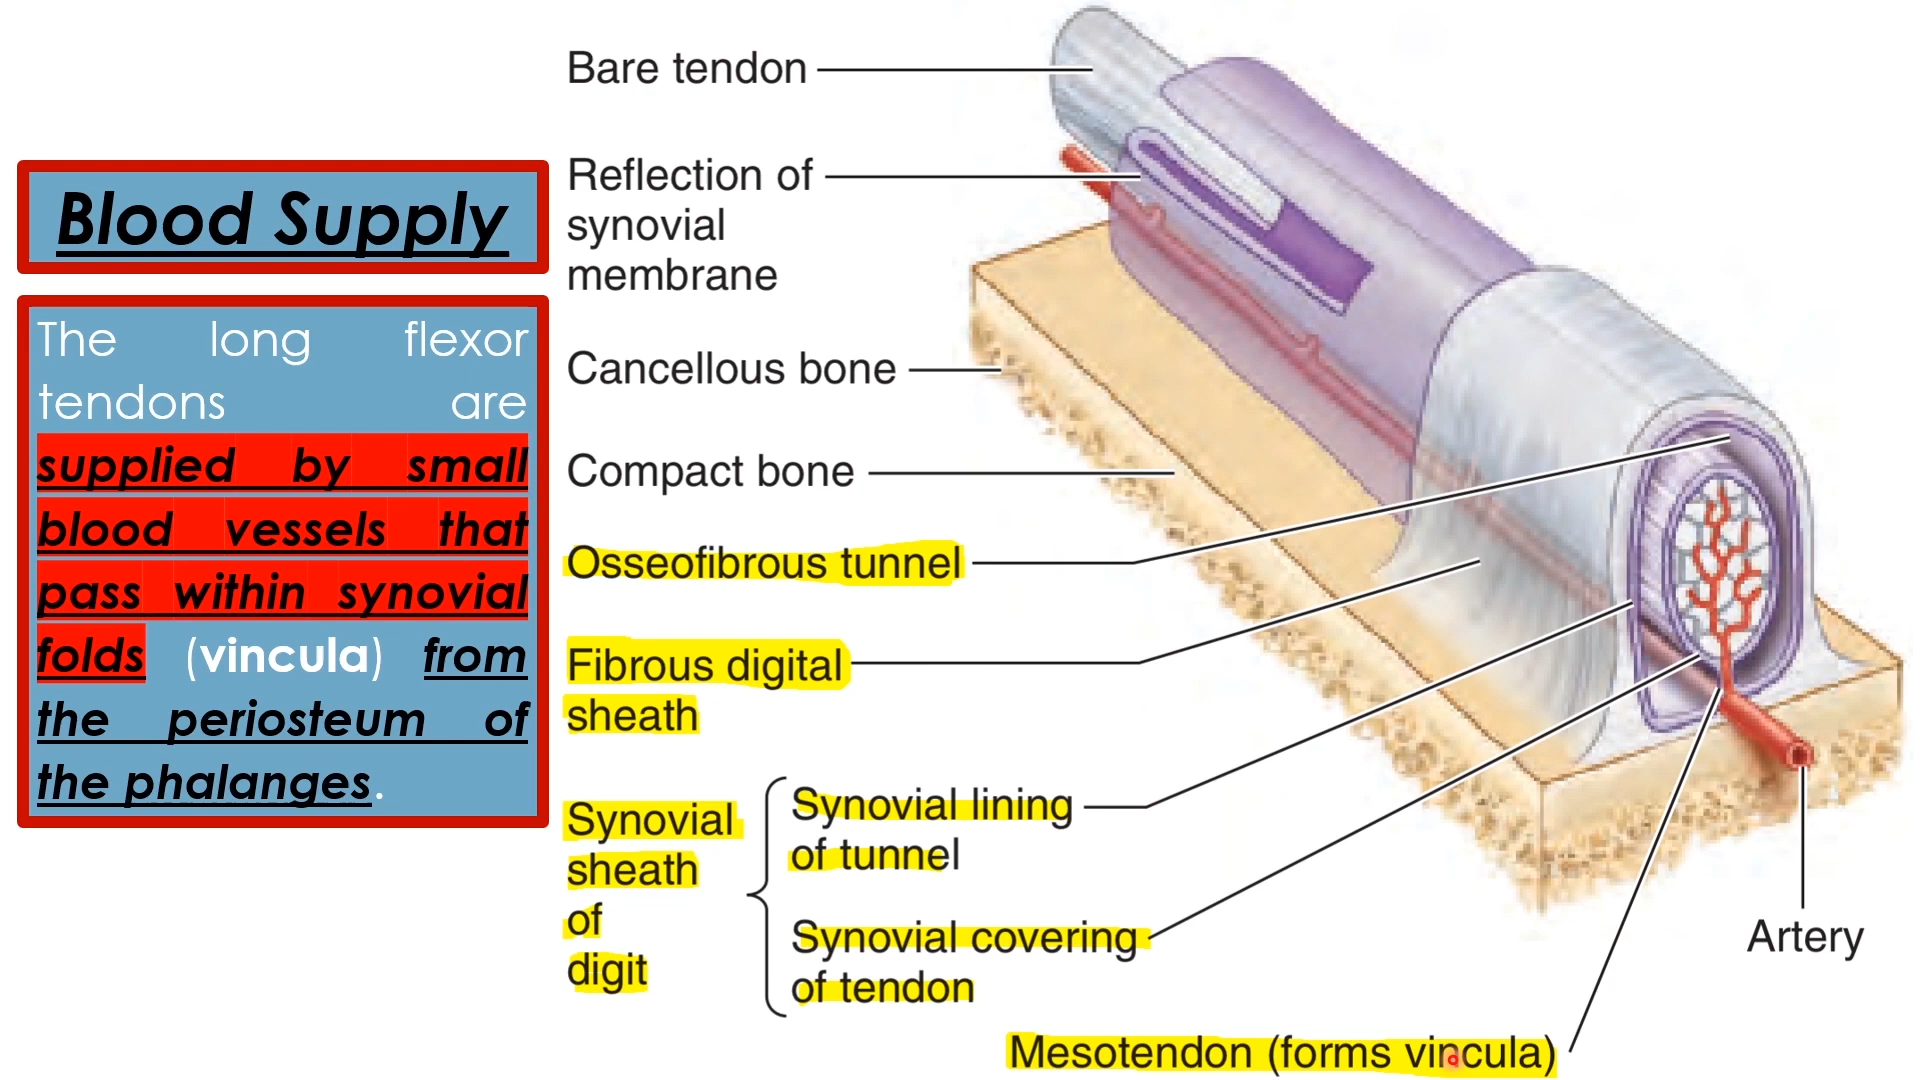 Blood Supply
The long flexor
tendons are
supplied by small
blood vessels that
pass within synovial
folds (vincula) from
the periosteum of
the phalanges.
Bare tendon
Reflection of
synovial
membrane
Cancellous bone
Compact bone
Osseofibrous tunnel
Fibrous digital
sheath
Synovial
sheath
of
digit
Synovial lining
of tunnel
Synovial covering
of tendon
Mesotendon (forms vincula)
Artery